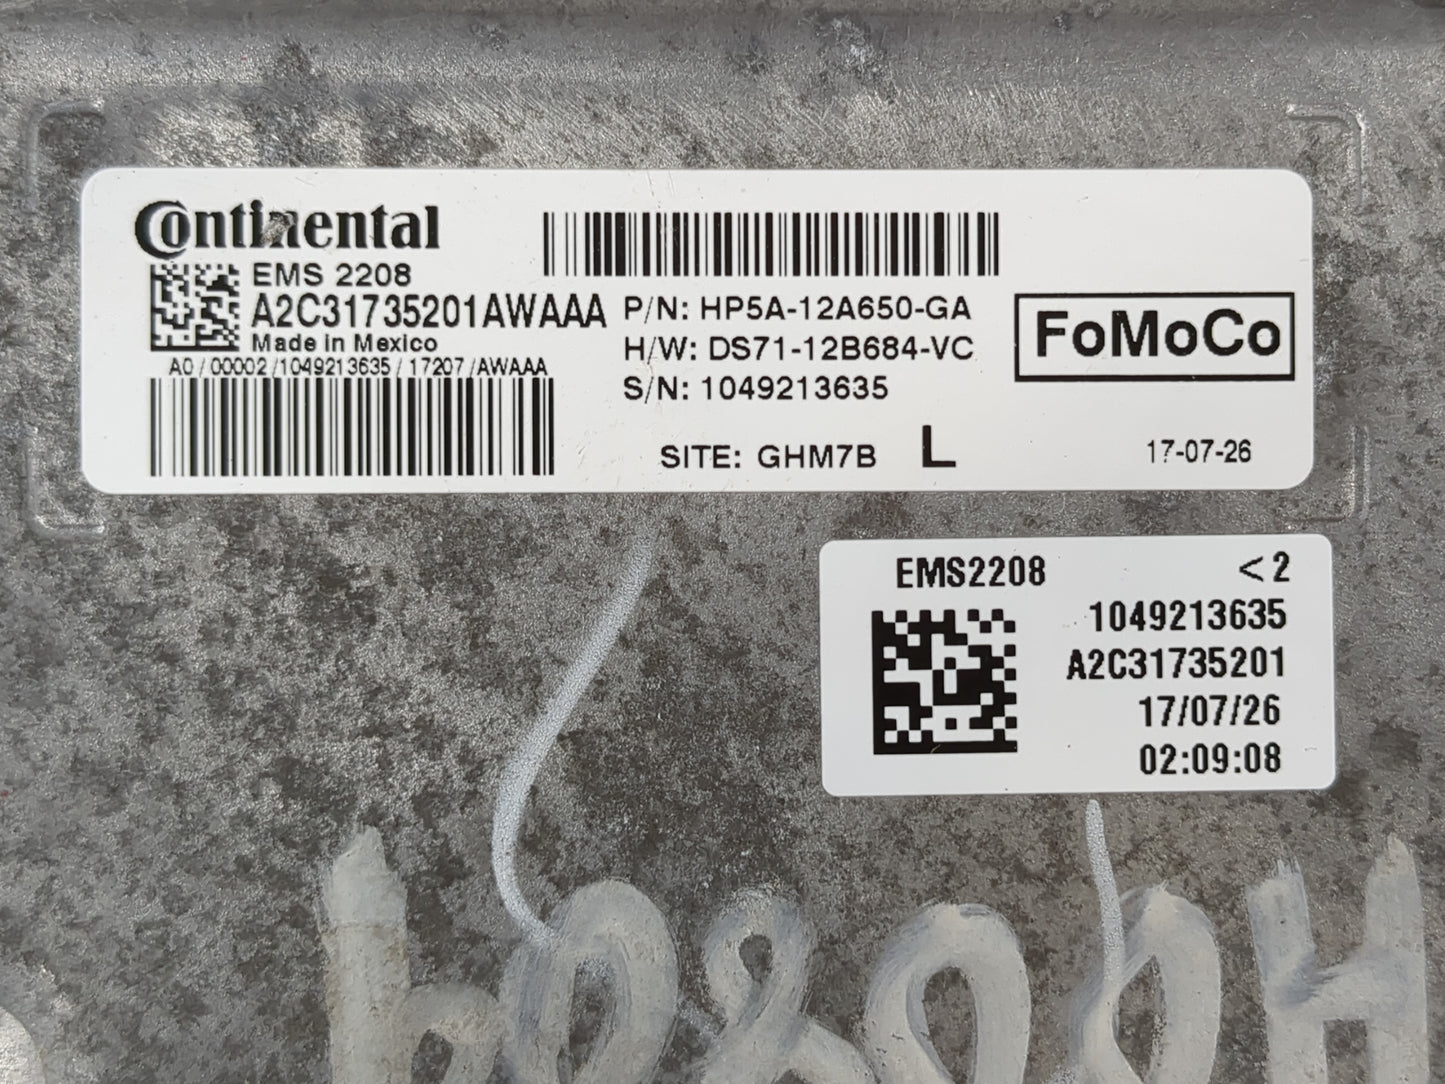 Continental
EMS 2208
A2C31735201AWAAA
Made in Mexico
A0/00002/1049213635/17207/AWAAA
P/N: HP5A-12A650-GA
H/W: DS71-12B684-VC
S/N: 1049213635
SITE: GHM7B L
FoMoCo
17-07-26
EMS2208 <2
1049213635
A2C31735201
17/07/26
02:09:08